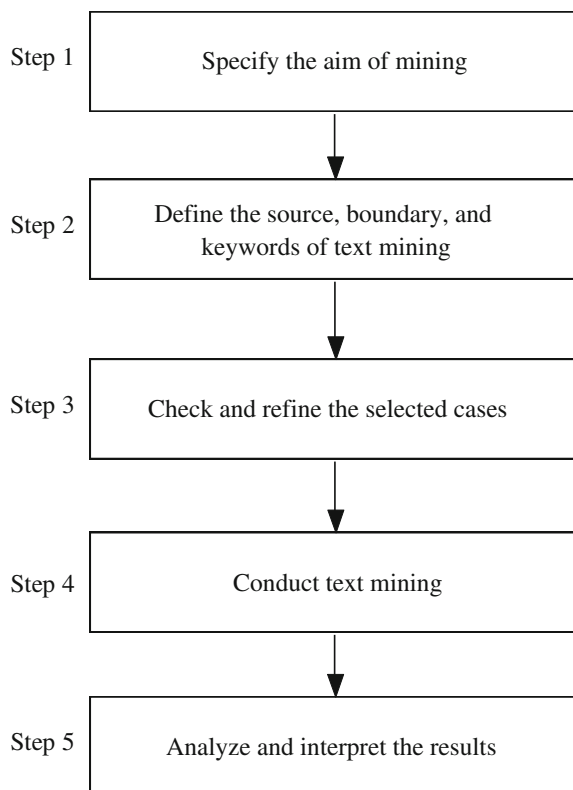 Step 1
Specify the aim of mining
Step 2
Define the source, boundary, and
keywords of text mining
Step 3
Check and refine the selected cases
Step 4
Conduct text mining
Step 5
Analyze and interpret the results